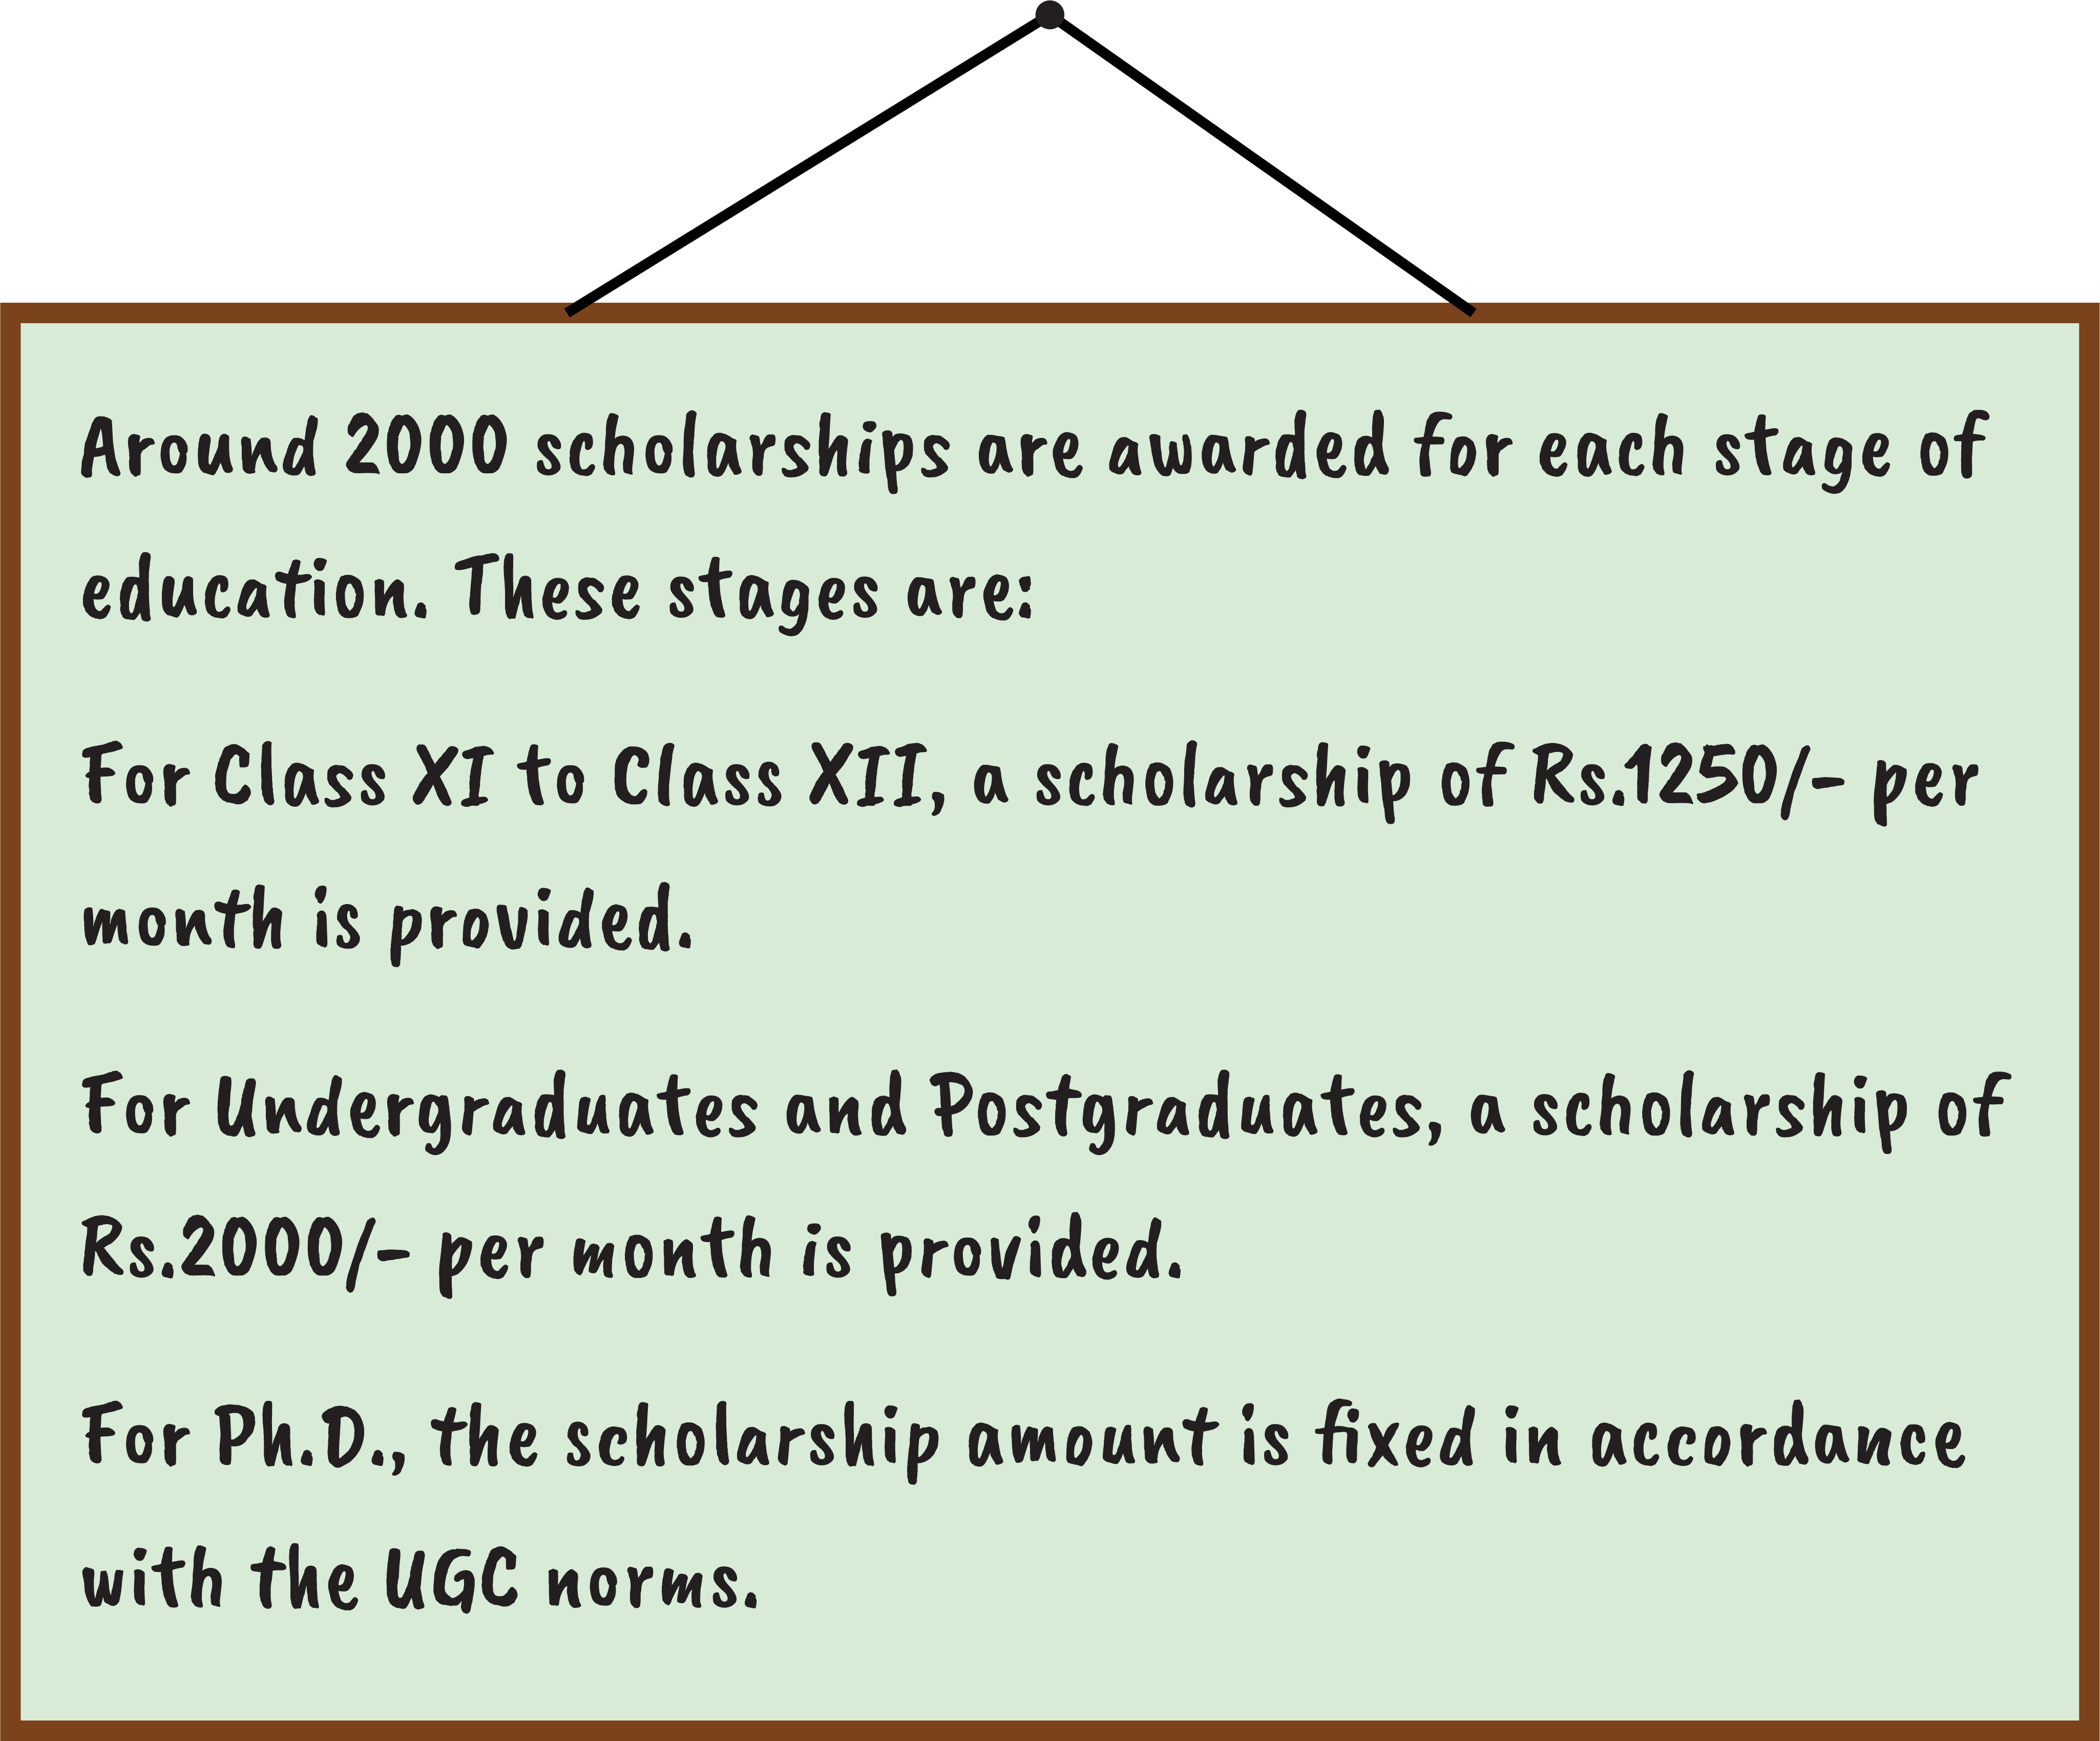 Around 2000 scholarships are awarded for each stage of
education. These stages are:
For Class XI to Class XII, a scholarship of Rs.1250/- per
month is provided.
For Undergraduates and Postgraduates, a scholarship of
Rs.2000/- per month is provided.
For Ph.D., the scholarship amount is fixed in accordance
with the UGC norms.